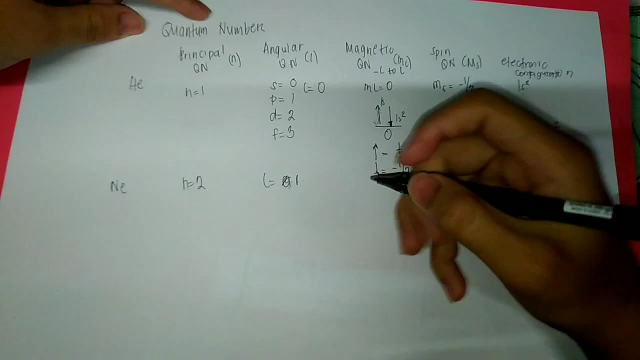 Quantum Numbers
Principal (n)
QN
Angular (l)
QN
Magnetic (ml)
QN -l to l
Spin
QN (Ms)
electronic
configuration
He
n=1
s= 0 l=0
p= 1
d= 2
f= 3
ml=0
1s²
0
ms= -1/2
1s²
Ne
n=2